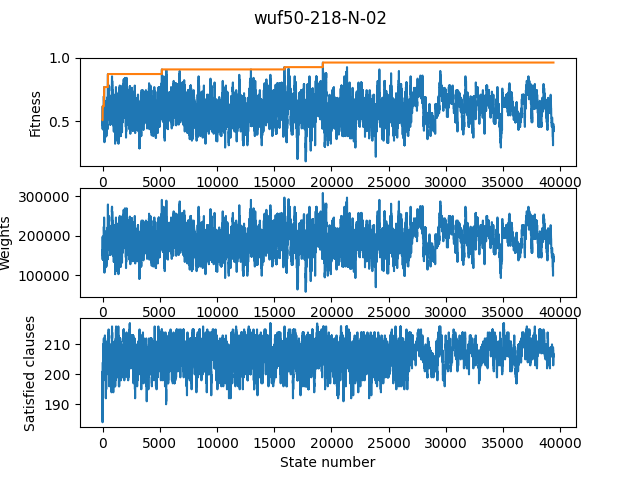 wuf50-218-N-02
1.0
0.5
Fitness
0 5000 10000 15000 20000 25000 30000 35000 40000
300000
200000
100000
Weights
0 5000 10000 15000 20000 25000 30000 35000 40000
210
200
190
Satisfied clauses
0 5000 10000 15000 20000 25000 30000 35000 40000
State number